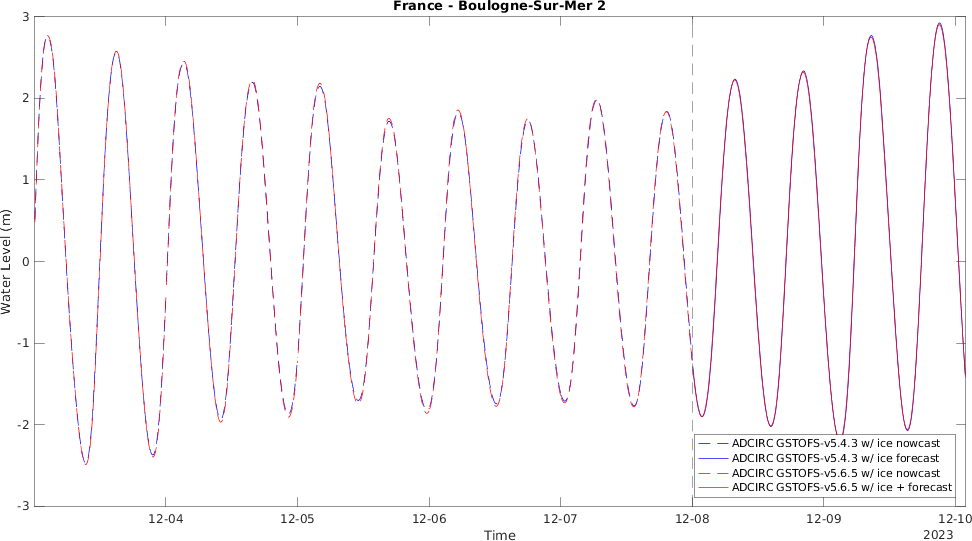 France - Boulogne-Sur-Mer 2
Water Level (m)
3
2
1
0
-1
-2
-3
12-04
12-05
12-06
12-07
12-08
12-09
12-10
Time
2023
ADCIRC GSTOFS-v5.4.3 w/ ice nowcast
ADCIRC GSTOFS-v5.4.3 w/ ice forecast
ADCIRC GSTOFS-v5.6.5 w/ ice nowcast
ADCIRC GSTOFS-v5.6.5 w/ ice + forecast